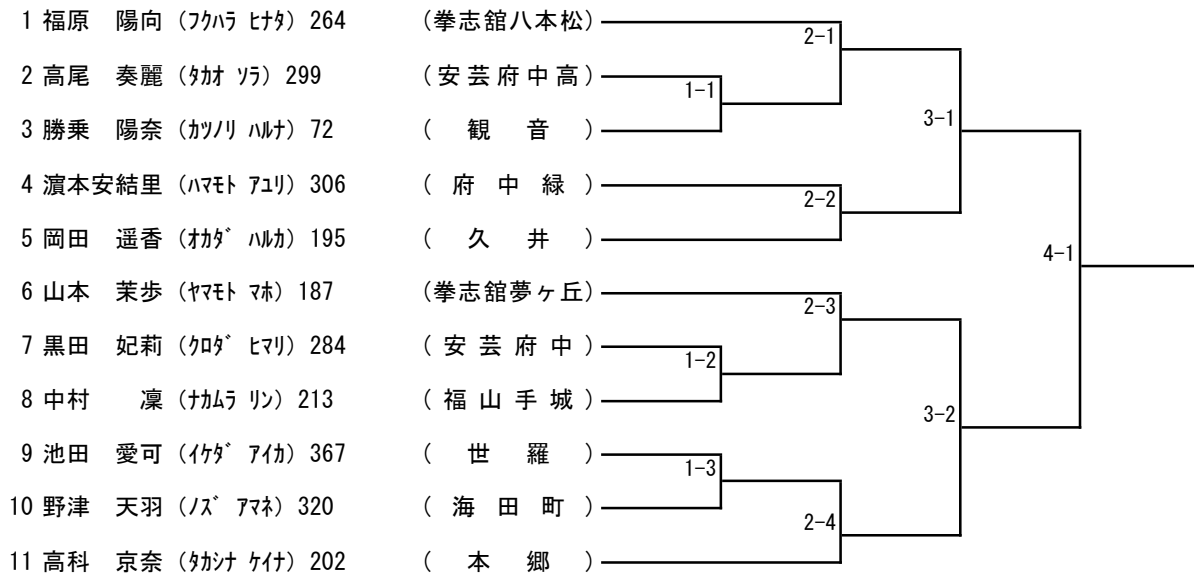 1 福原　陽向 (ﾌｸﾊﾗ ﾋﾅﾀ) 264 (拳志舘八本松)
2-1
2 高尾　奏麗 (ﾀｶｵ ｿﾗ) 299 (安芸府中高)
1-1
3 勝乗　陽奈 (ｶﾂﾉﾘ ﾊﾙﾅ) 72 (観音)
3-1
4 濵本安結里 (ﾊﾏﾓﾄ ｱﾕﾘ) 306 (府中緑)
2-2
5 岡田　遥香 (ｵｶﾀﾞ ﾊﾙｶ) 195 (久井)
4-1
6 山本　茉歩 (ﾔﾏﾓﾄ ﾏﾎ) 187 (拳志舘夢ヶ丘)
2-3
7 黒田　妃莉 (ｸﾛﾀﾞ ﾋﾏﾘ) 284 (安芸府中)
1-2
8 中村　凜 (ﾅｶﾑﾗ ﾘﾝ) 213 (福山手城)
3-2
9 池田　愛可 (ｲｹﾀﾞ ｱｲｶ) 367 (世羅)
1-3
10 野津　天羽 (ﾉｽﾞ ｱﾏﾈ) 320 (海田町)
2-4
11 高科　京奈 (ﾀｶｼﾅ ｹｲﾅ) 202 (本郷)